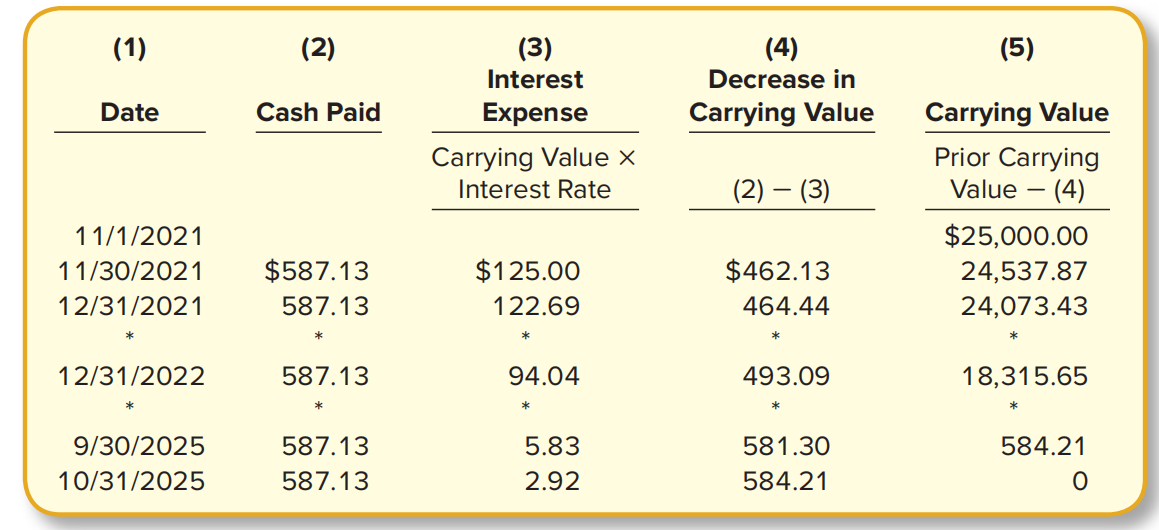 (1) (2) (3) (4) (5)
Interest Decrease in
Date Cash Paid Expense Carrying Value Carrying Value
Carrying Value × Prior Carrying
Interest Rate (2) − (3) Value − (4)
11/1/2021 $25,000.00
11/30/2021 $587.13 $125.00 $462.13 24,537.87
12/31/2021 587.13 122.69 464.44 24,073.43
* * * * *
12/31/2022 587.13 94.04 493.09 18,315.65
* * * * *
9/30/2025 587.13 5.83 581.30 584.21
10/31/2025 587.13 2.92 584.21 0